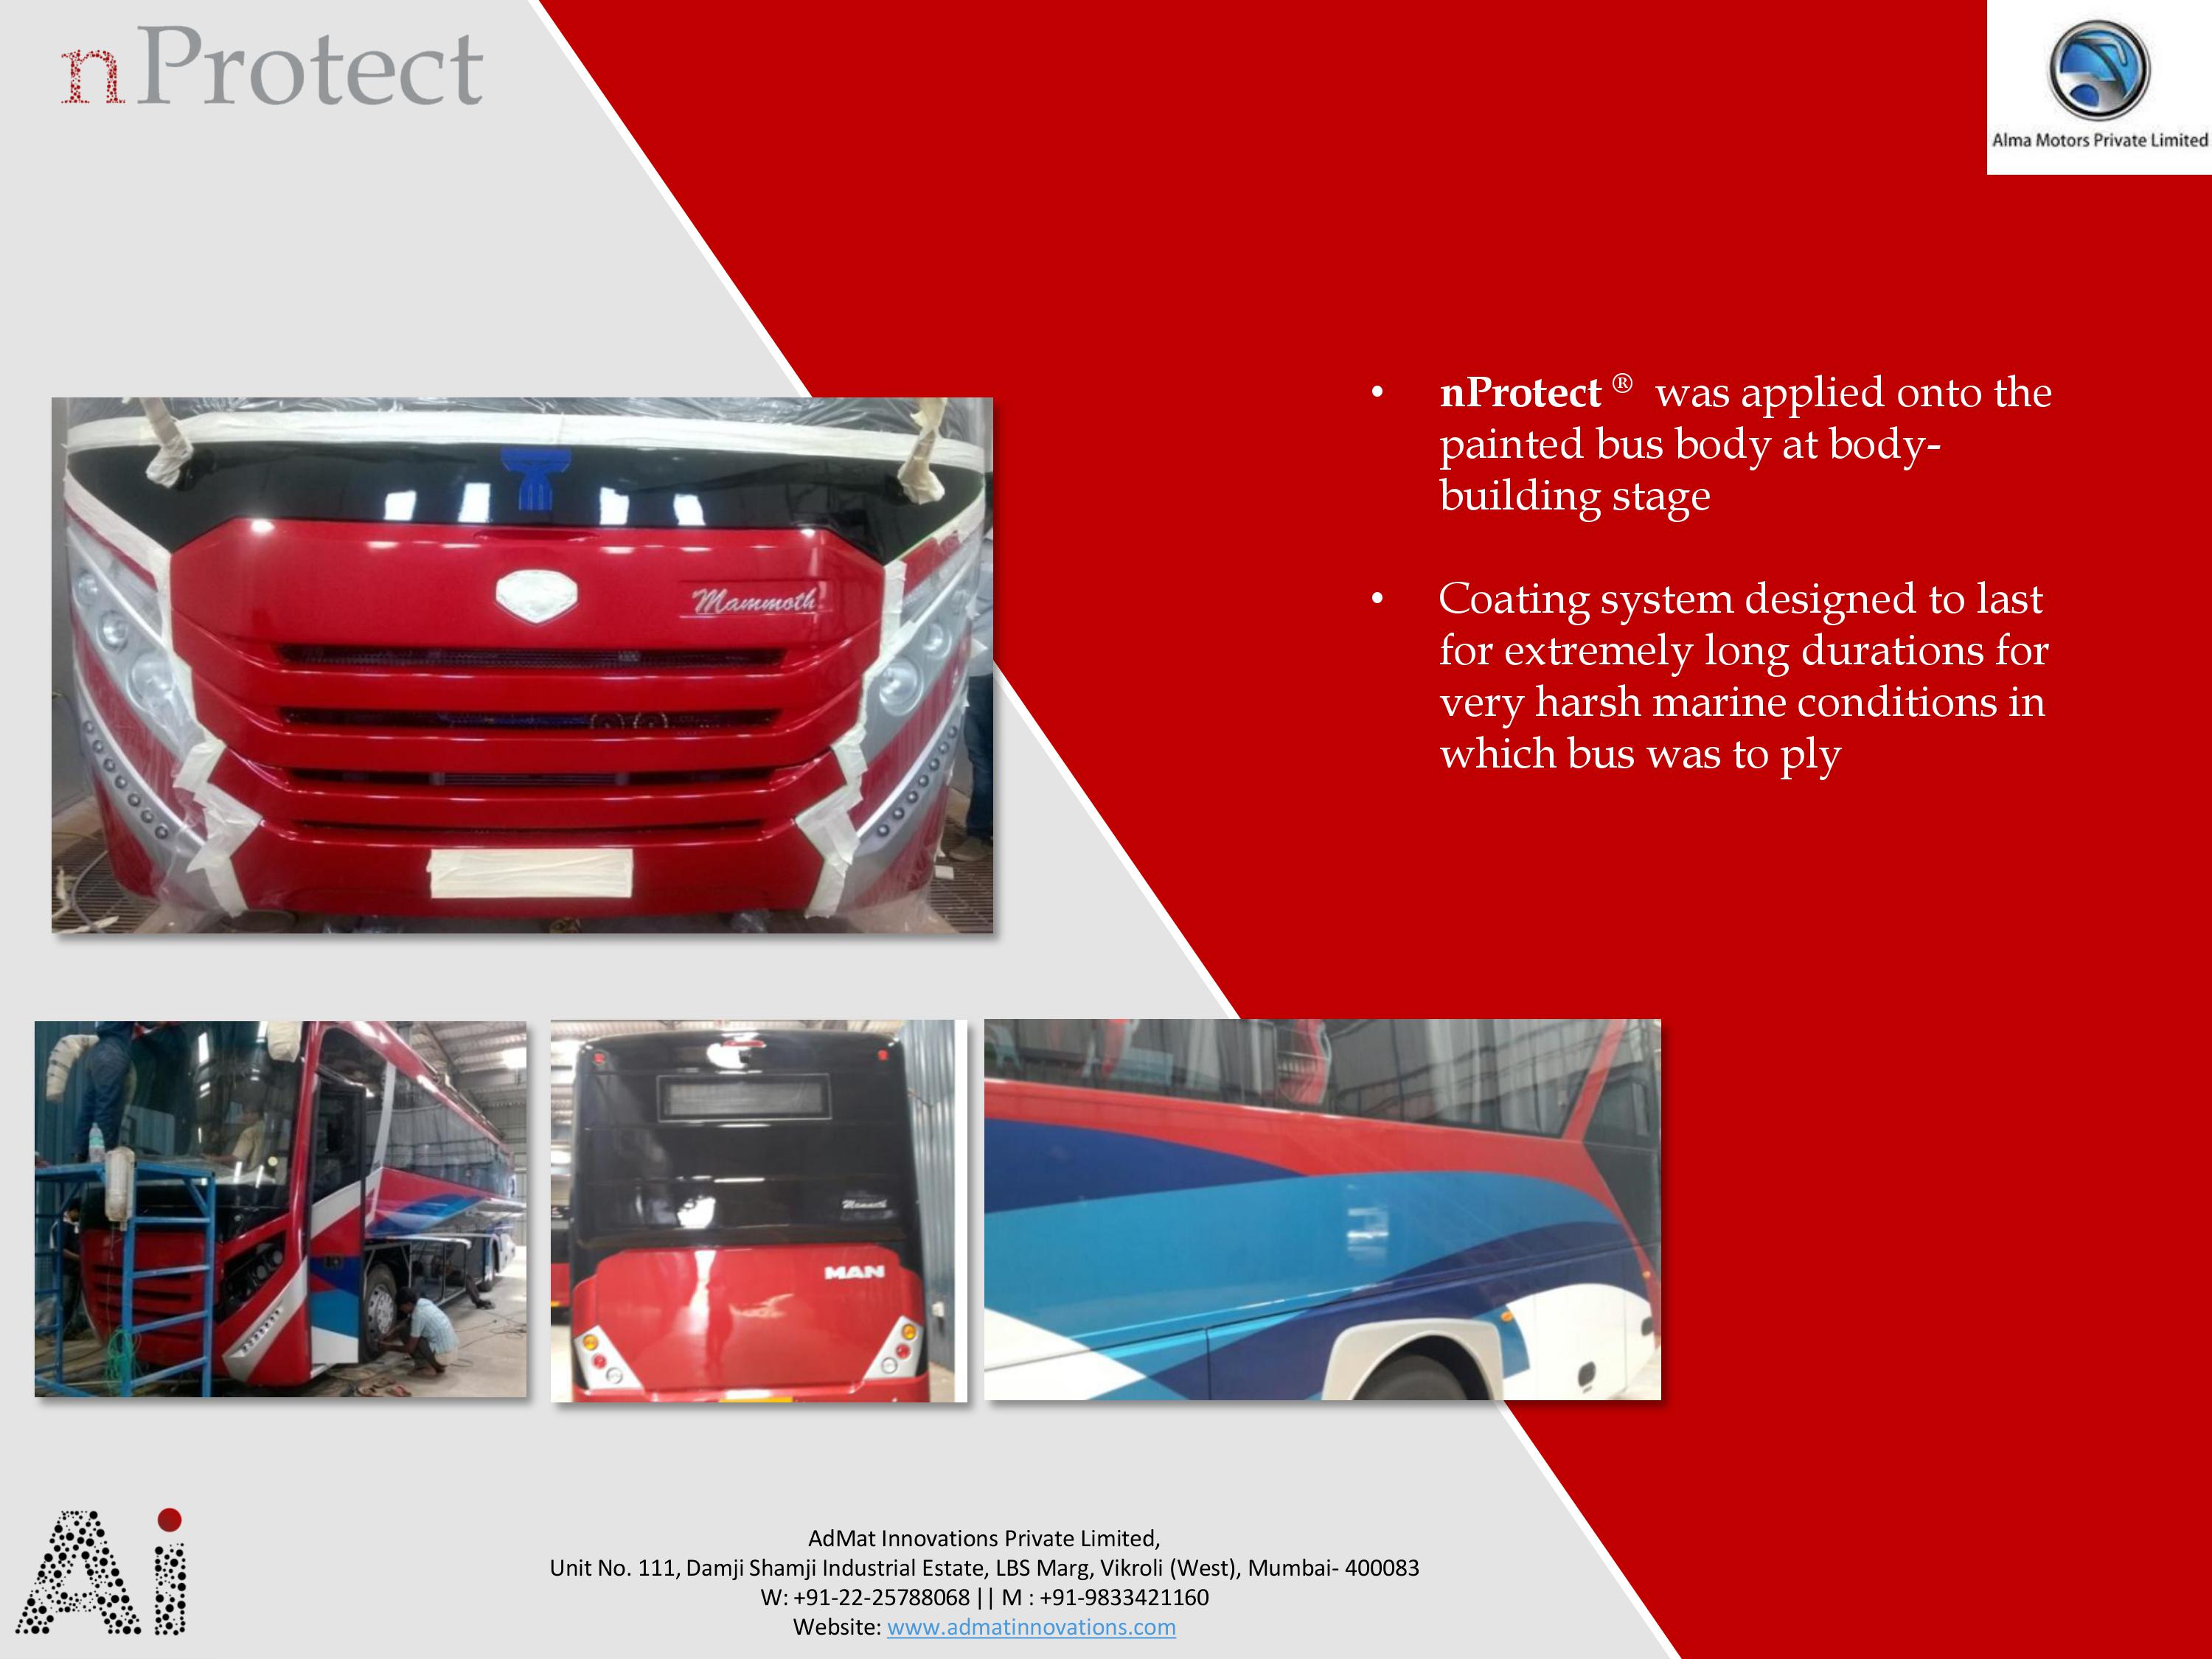 nProtect
Alma Motors Private Limited
• nProtect ® was applied onto the
painted bus body at body-
building stage
• Coating system designed to last
for extremely long durations for
very harsh marine conditions in
which bus was to ply
Mammoth
Mammoth
MAN
Ai
AdMat Innovations Private Limited,
Unit No. 111, Damji Shamji Industrial Estate, LBS Marg, Vikroli (West), Mumbai- 400083
W: +91-22-25788068 || M : +91-9833421160
Website: www.admatinnovations.com